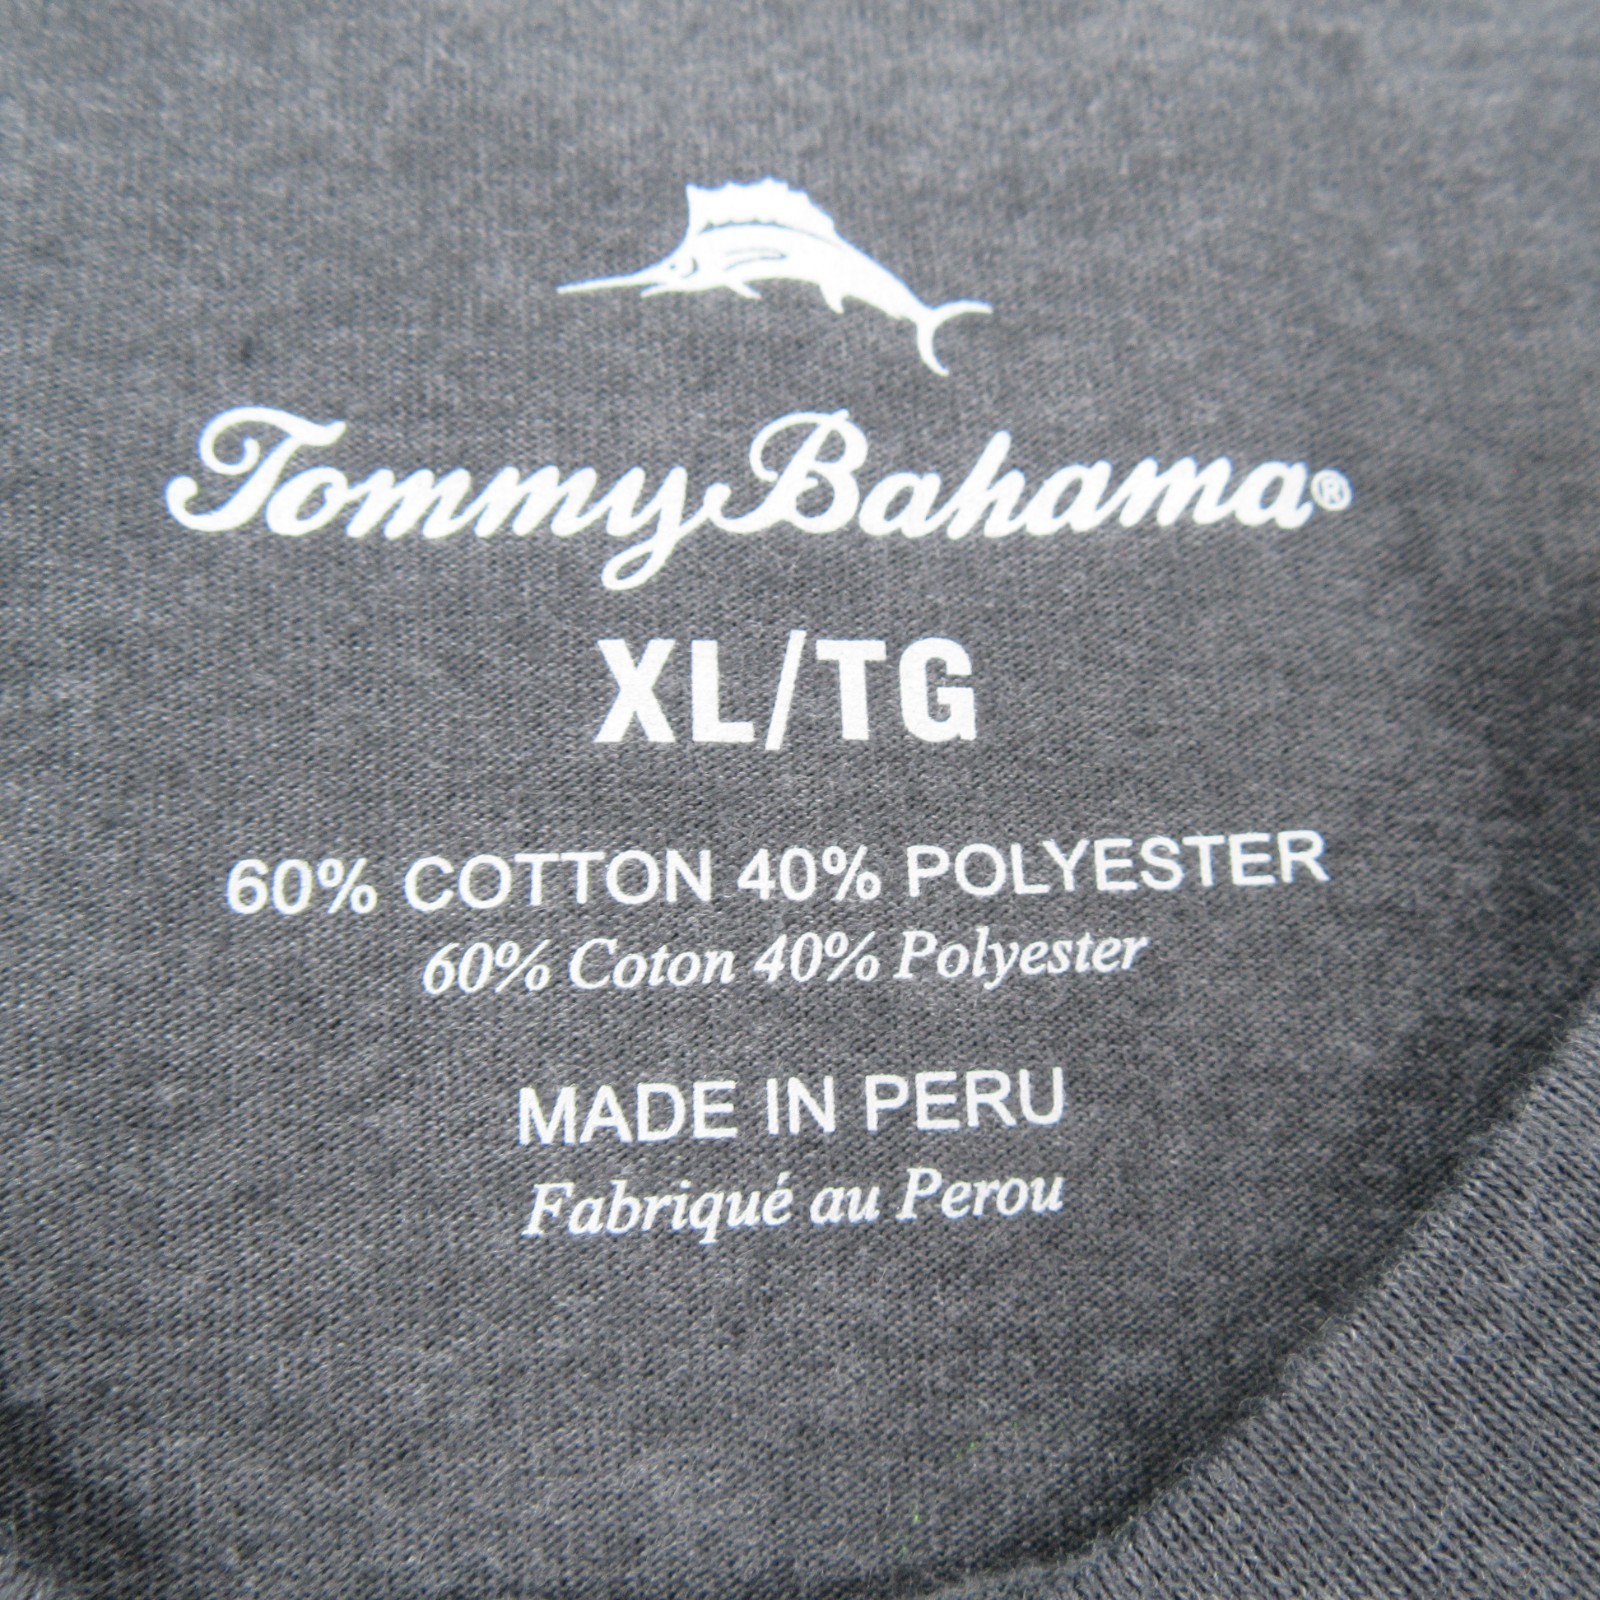 Tommy Bahama®
XL/TG
60% COTTON 40% POLYESTER
60% Coton 40% Polyester
MADE IN PERU
Fabriqué au Perou